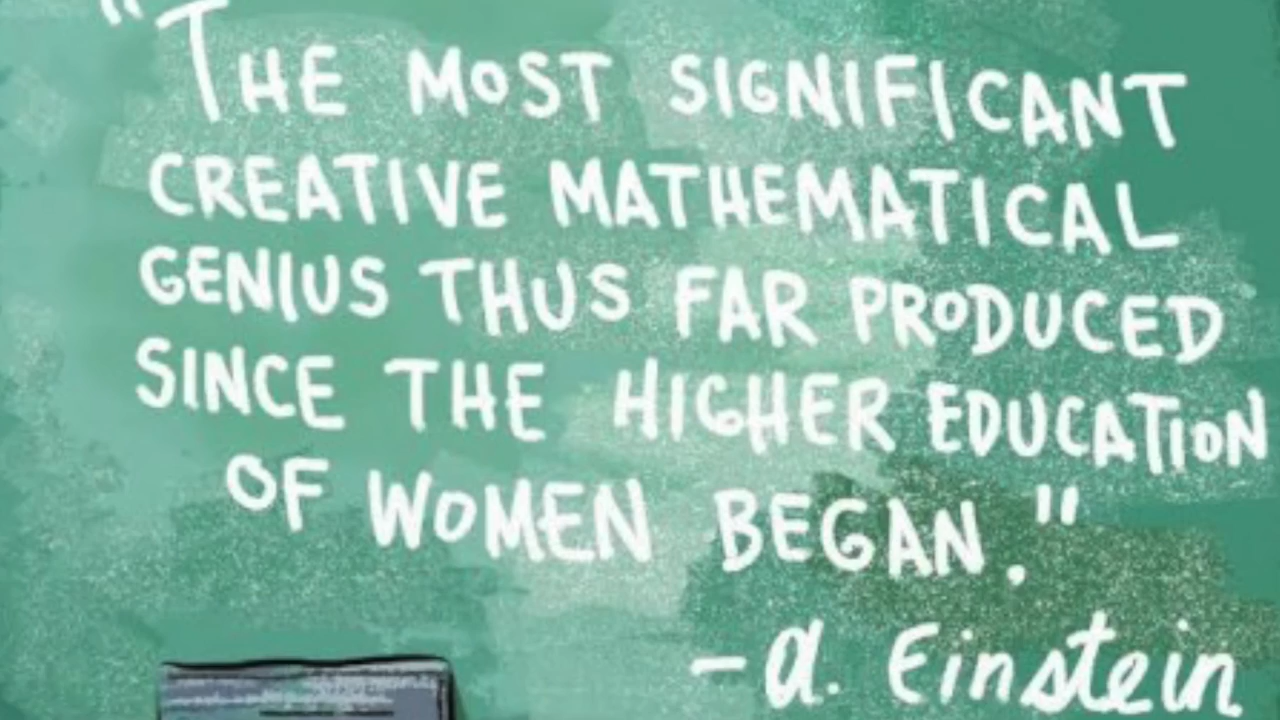 "THE MOST SIGNIFICANT
CREATIVE MATHEMATICAL
GENIUS THUS FAR PRODUCED
SINCE THE HIGHER EDUCATION
OF WOMEN BEGAN."
- a. Einstein